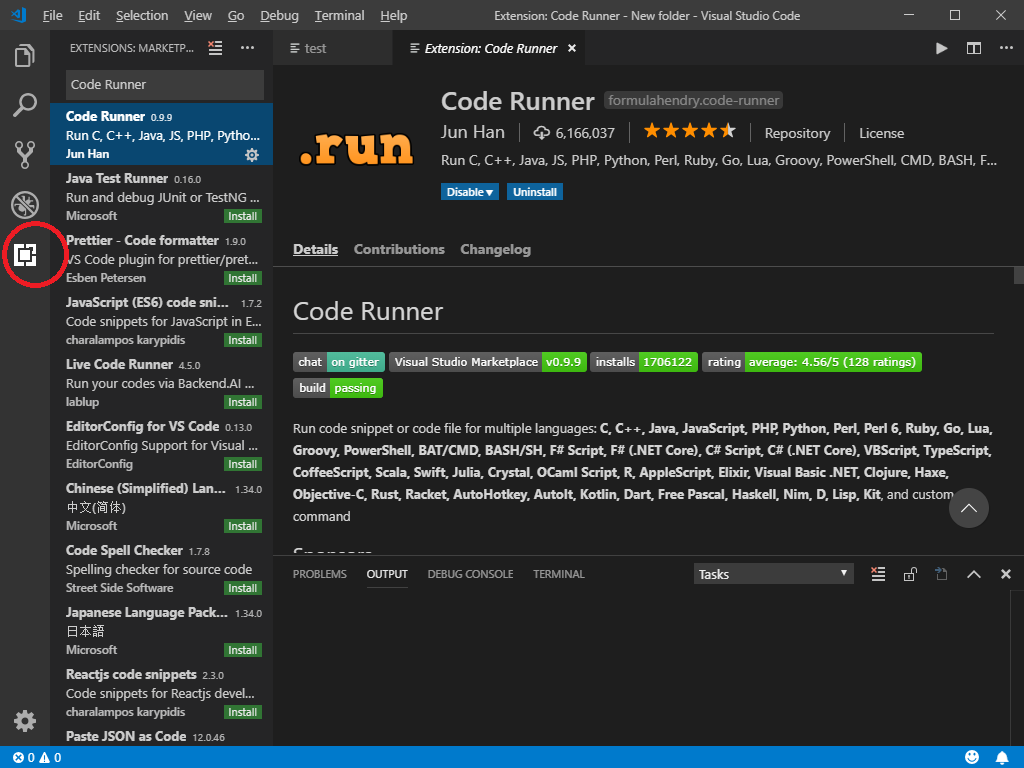 File Edit Selection View Go Debug Terminal Help
Extension: Code Runner - New folder - Visual Studio Code
EXTENSIONS: MARKETP...
Code Runner
Code Runner 0.9.9
Run C, C++, Java, JS, PHP, Pytho...
Jun Han
Java Test Runner 0.16.0
Run and debug JUnit or TestNG ...
Microsoft Install
Prettier - Code formatter 1.9.0
VS Code plugin for prettier/pret...
Esben Petersen Install
JavaScript (ES6) code sni... 1.7.2
Code snippets for JavaScript in E...
charalampos karypidis Install
Live Code Runner 4.5.0
Run your codes via Backend.AI ...
lablup Install
EditorConfig for VS Code 0.13.0
EditorConfig Support for Visual ...
EditorConfig Install
Chinese (Simplified) Lan... 1.34.0
中文(简体)
Microsoft Install
Code Spell Checker 1.7.8
Spelling checker for source code
Street Side Software Install
Japanese Language Pack... 1.34.0
日本語
Microsoft Install
Reactjs code snippets 2.3.0
Code snippets for Reactjs devel...
charalampos karypidis Install
Paste JSON as Code 12.0.46
test
Extension: Code Runner
.run
Code Runner formulahendry.code-runner
Jun Han 6,166,037 Repository License
Run C, C++, Java, JS, PHP, Python, Perl, Ruby, Go, Lua, Groovy, PowerShell, CMD, BASH, F...
Disable Uninstall
Details Contributions Changelog
Code Runner
chat on gitter Visual Studio Marketplace v0.9.9 installs 1706122 rating average: 4.56/5 (128 ratings)
build passing
Run code snippet or code file for multiple languages: C, C++, Java, JavaScript, PHP, Python, Perl, Perl 6, Ruby, Go, Lua,
Groovy, PowerShell, BAT/CMD, BASH/SH, F# Script, F# (.NET Core), C# Script, C# (.NET Core), VBScript, TypeScript,
CoffeeScript, Scala, Swift, Julia, Crystal, OCaml Script, R, AppleScript, Elixir, Visual Basic .NET, Clojure, Haxe,
Objective-C, Rust, Racket, AutoHotkey, AutoIt, Kotlin, Dart, Free Pascal, Haskell, Nim, D, Lisp, Kit, and custom
command
Sponsors
PROBLEMS OUTPUT DEBUG CONSOLE TERMINAL
Tasks
0 0